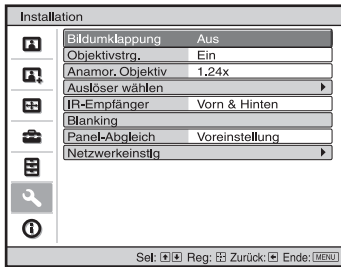 Installation
Bildumklappung Aus
Objektivstrg. Ein
Anamor. Objektiv 1.24x
Auslöser wählen
IR-Empfänger Vorn & Hinten
Blanking
Panel-Abgleich Voreinstellung
Netzwerkeinstlg
Sel: Reg: Zurück: Ende: MENU